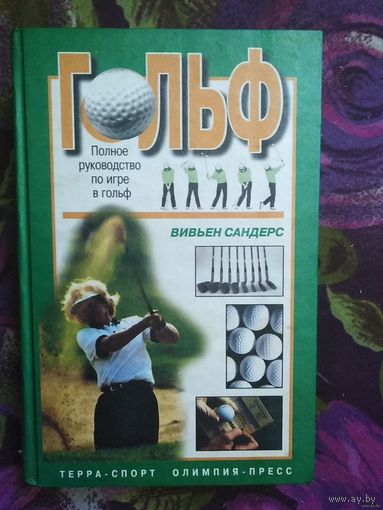 ГОЛЬФ
Полное
руководство
по игре
в гольф
ВИВЬЕН САНДЕРС
ТЕРРА-СПОРТ ОЛИМПИЯ-ПРЕСС
www.ay.by